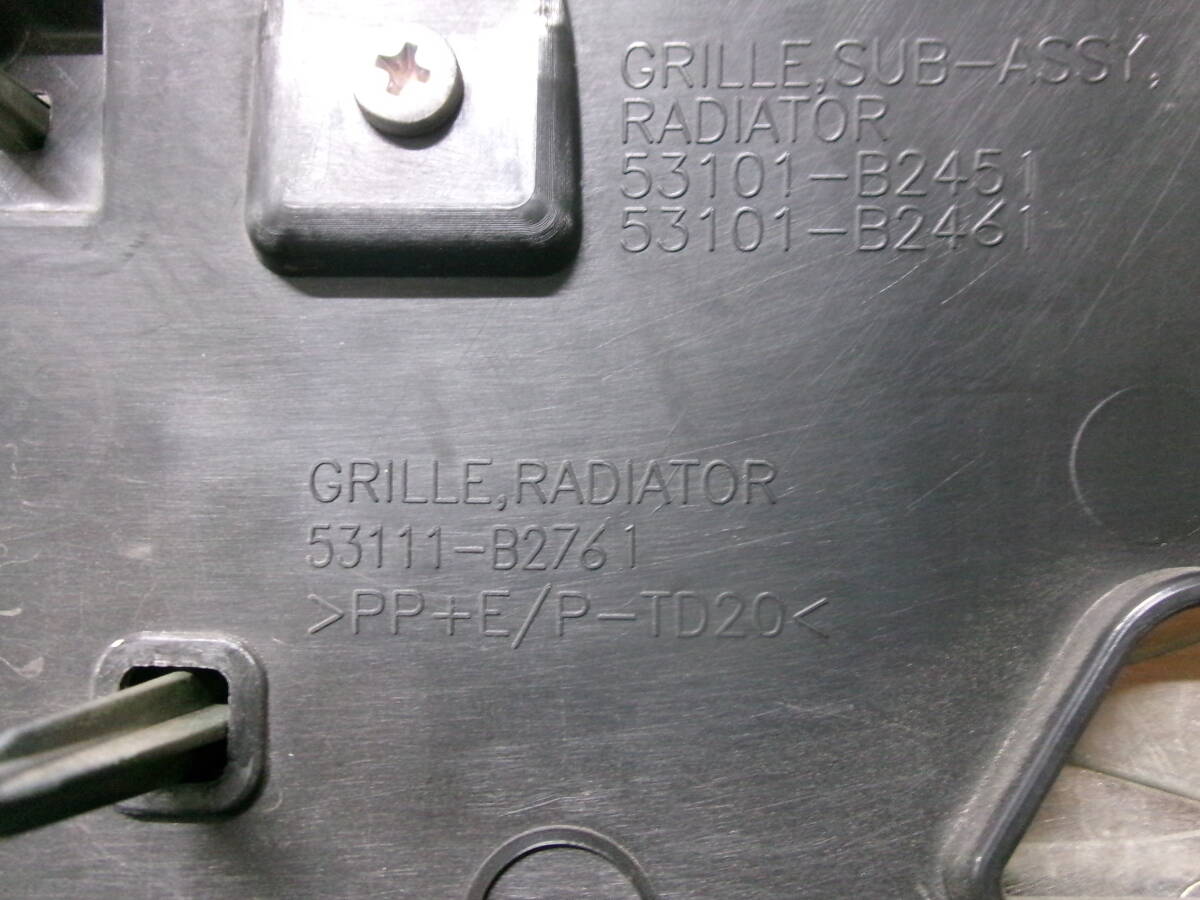 GRILLE,SUB-ASSY,
RADIATOR
53101-B2451
53101-B2461
GRILLE,RADIATOR
53111-B2761
>PP+E/P-TD20<